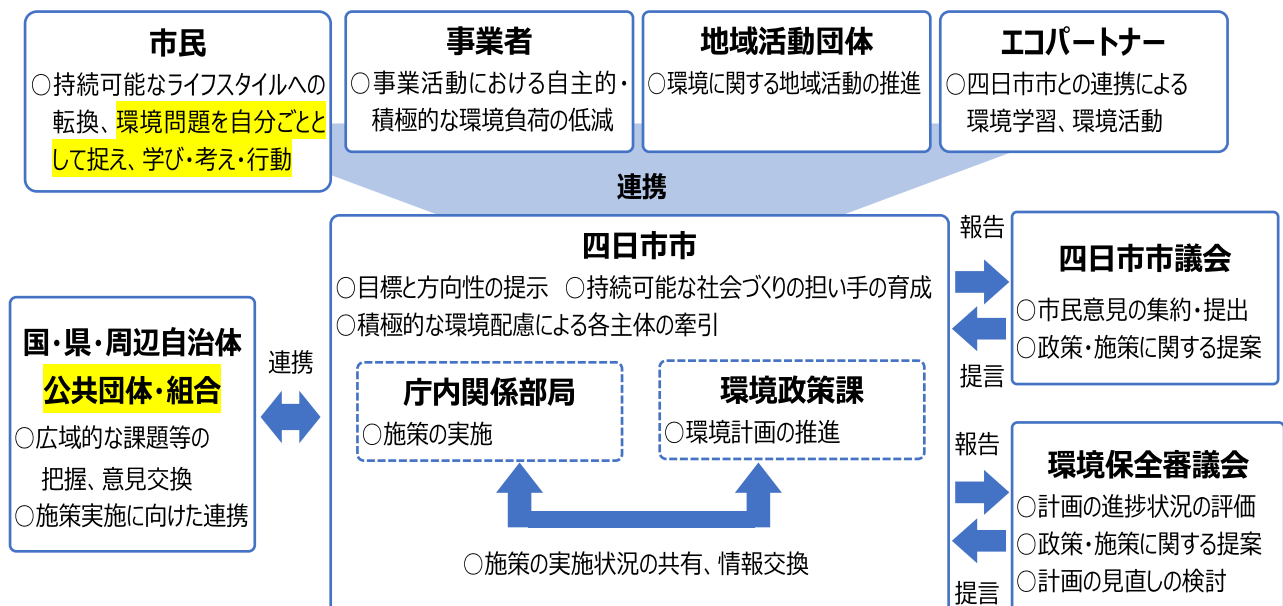 市民
○持続可能なライフスタイルへの
転換、環境問題を自分ごとと
して捉え、学び・考え・行動
事業者
○事業活動における自主的・
積極的な環境負荷の低減
地域活動団体
○環境に関する地域活動の推進
エコパートナー
○四日市市との連携による
環境学習、環境活動
連携
四日市市
○目標と方向性の提示　○持続可能な社会づくりの担い手の育成
○積極的な環境配慮による各主体の牽引
庁内関係部局
○施策の実施
環境政策課
○環境計画の推進
○施策の実施状況の共有、情報交換
国・県・周辺自治体
公共団体・組合
○広域的な課題等の
把握、意見交換
○施策実施に向けた連携
連携
報告
提言
四日市市議会
○市民意見の集約・提出
○政策・施策に関する提案
報告
提言
環境保全審議会
○計画の進捗状況の評価
○政策・施策に関する提案
○計画の見直しの検討